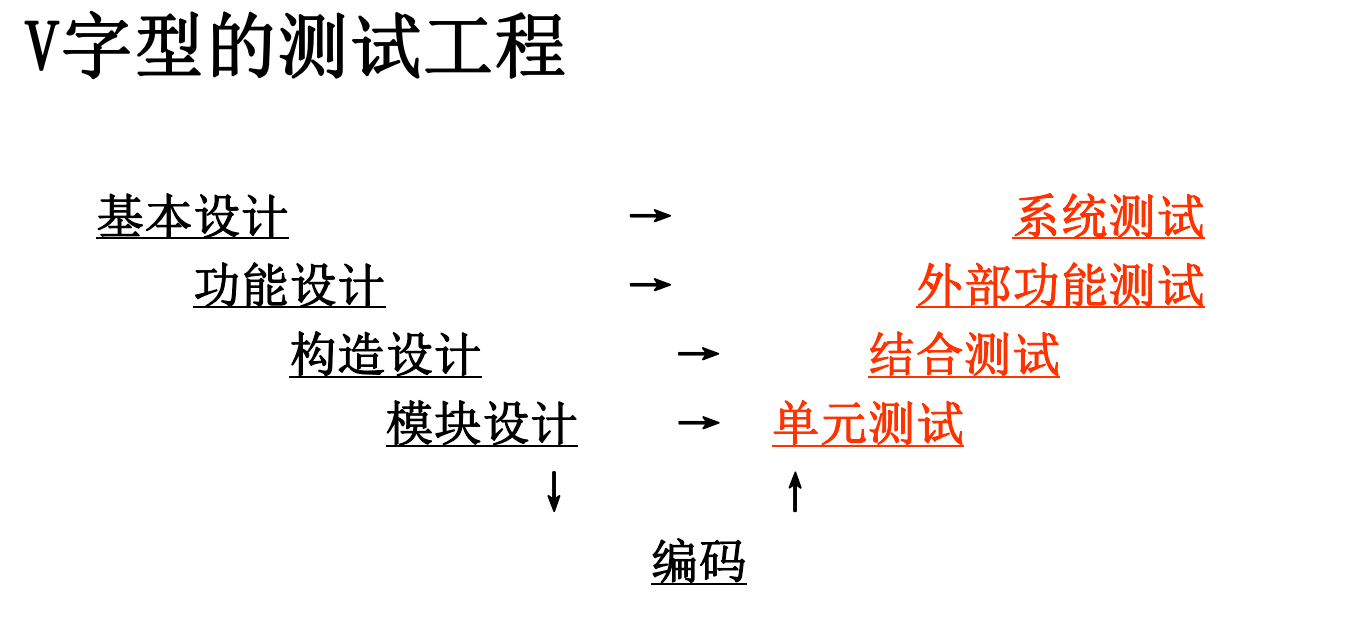 V字型的测试工程
基本设计 → 系统测试
功能设计 → 外部功能测试
构造设计 → 结合测试
模块设计 → 单元测试
↓ ↑
编码